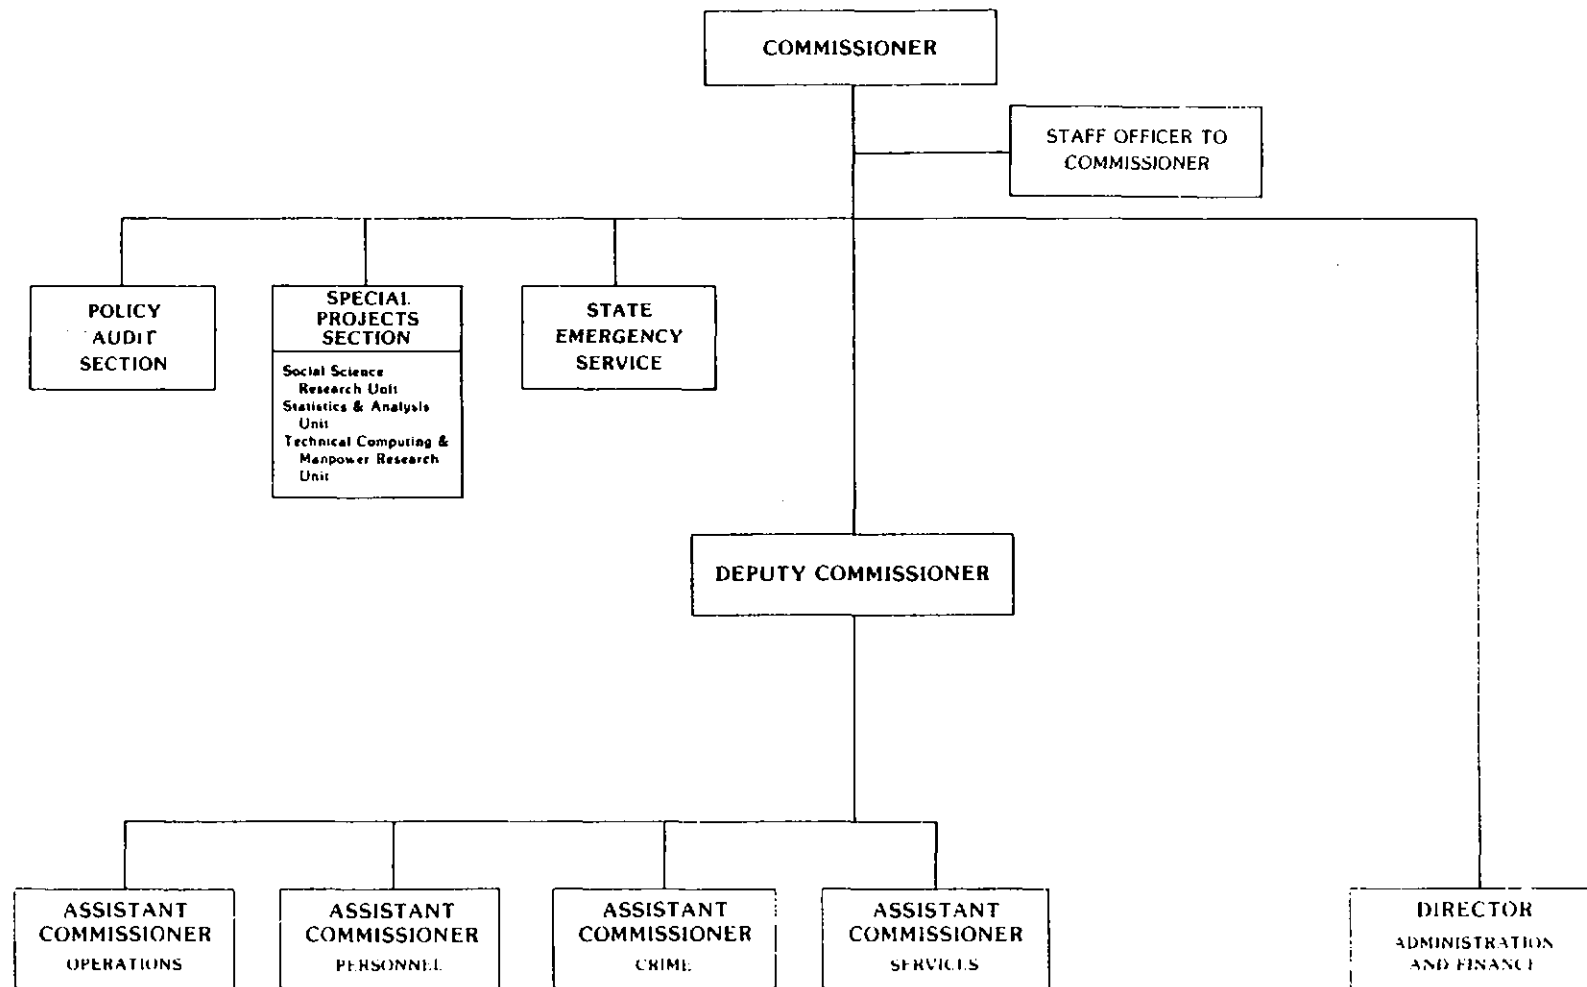 COMMISSIONER
STAFF OFFICER TO
COMMISSIONER
POLICY
AUDIT
SECTION
SPECIAL
PROJECTS
SECTION
Social Science
Research Unit
Statistics & Analysis
Unit
Technical Computing &
Manpower Research
Unit
STATE
EMERGENCY
SERVICE
DEPUTY COMMISSIONER
ASSISTANT
COMMISSIONER
OPERATIONS
ASSISTANT
COMMISSIONER
PERSONNEL
ASSISTANT
COMMISSIONER
CRIME
ASSISTANT
COMMISSIONER
SERVICES
DIRECTOR
ADMINISTRATION
AND FINANCE